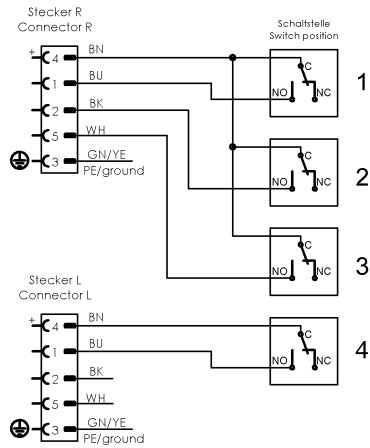 Stecker R
Connector R
Schaltstelle
Switch position
+ 4 BN
1 BU
2 BK
5 WH
3 GN/YE
PE/ground
C
NO NC
1
C
NO NC
2
C
NO NC
3
Stecker L
Connector L
+ 4 BN
1 BU
2 BK
5 WH
3 GN/YE
PE/ground
C
NO NC
4